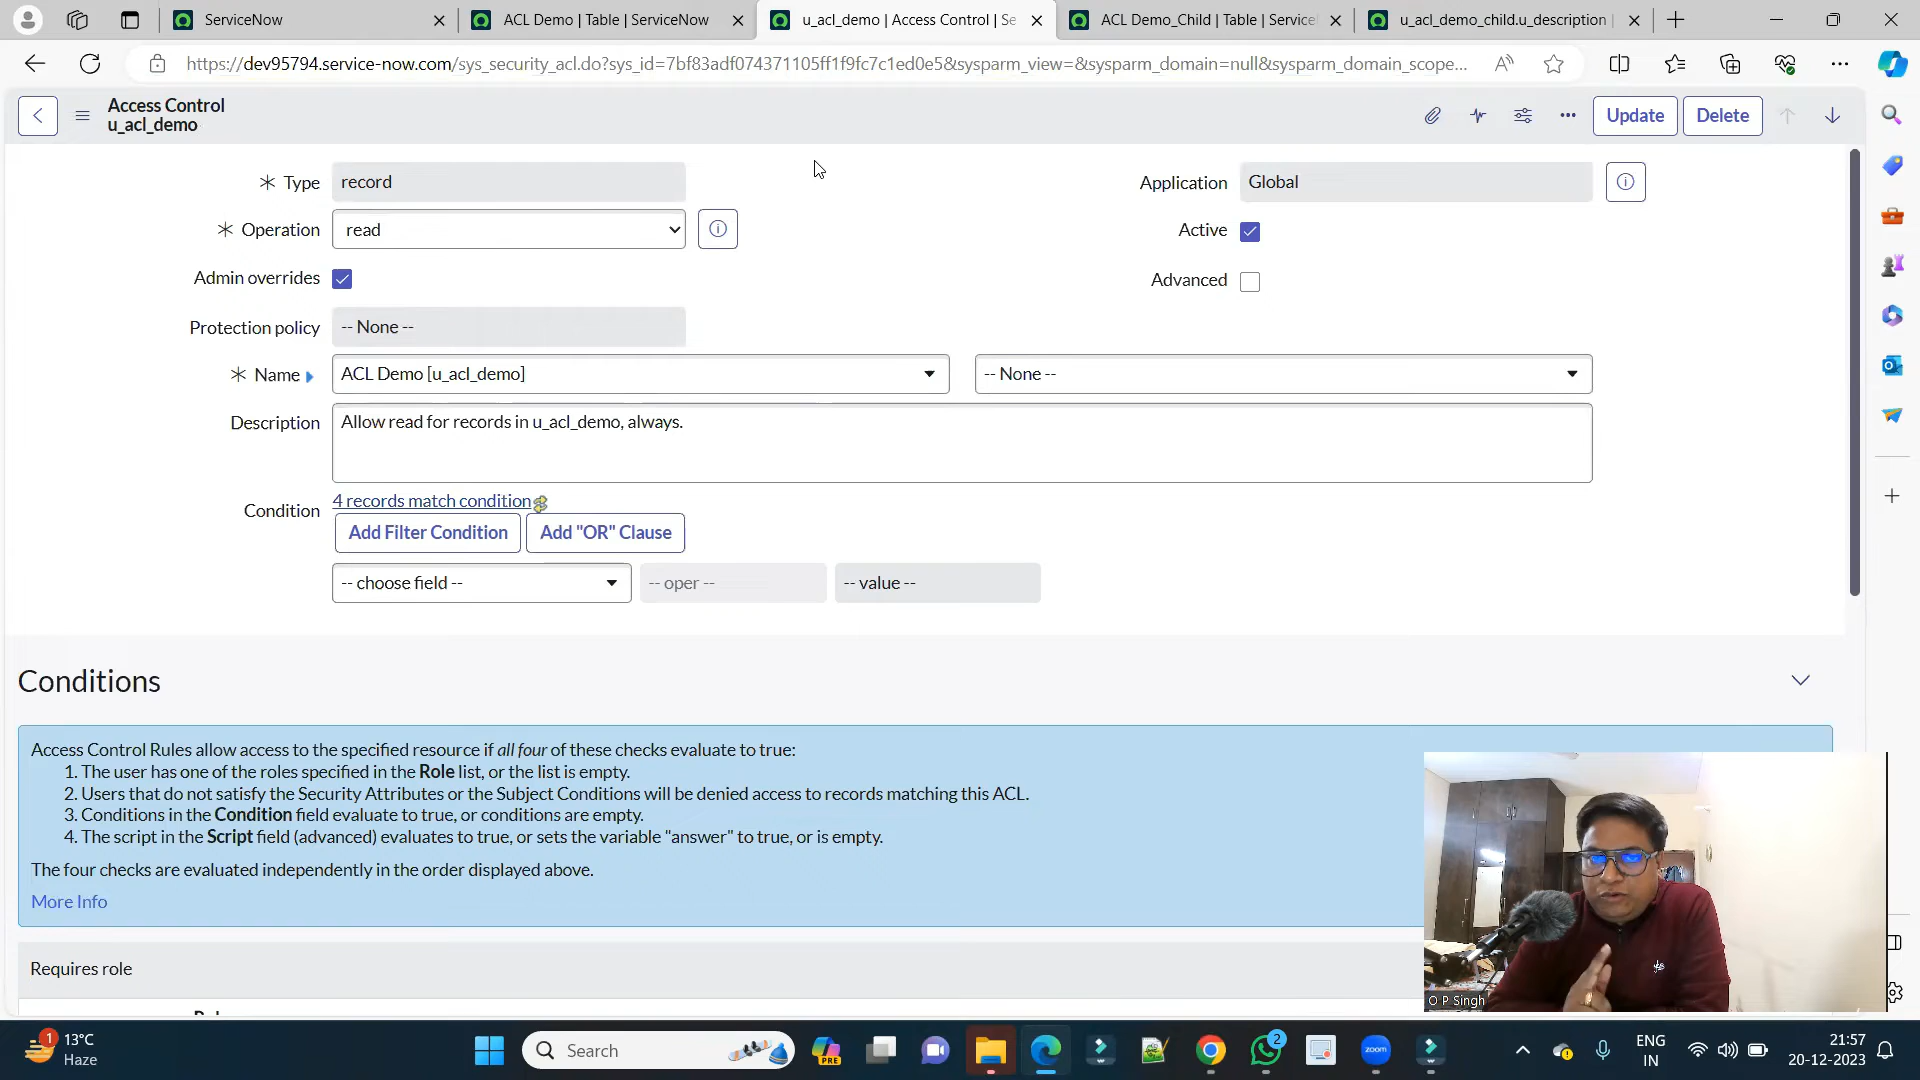 ServiceNow
ACL Demo | Table | ServiceNow
u_acl_demo | Access Control | Se
ACL Demo_Child | Table | Service
u_acl_demo_child.u_description |
https://dev95794.service-now.com/sys_security_acl.do?sys_id=7bf83adf074371105ff1f9fc7c1ed0e5&sysparm_view=&sysparm_domain=null&sysparm_domain_scope...
Access Control
u_acl_demo
Update
Delete
Type
record
Application
Global
Operation
read
Active
Admin overrides
Advanced
Protection policy
-- None --
Name
ACL Demo [u_acl_demo]
-- None --
Description
Allow read for records in u_acl_demo, always.
Condition
4 records match condition
Add Filter Condition
Add "OR" Clause
-- choose field --
-- oper --
-- value --
Conditions
Access Control Rules allow access to the specified resource if all four of these checks evaluate to true:
1. The user has one of the roles specified in the Role list, or the list is empty.
2. Users that do not satisfy the Security Attributes or the Subject Conditions will be denied access to records matching this ACL.
3. Conditions in the Condition field evaluate to true, or conditions are empty.
4. The script in the Script field (advanced) evaluates to true, or sets the variable "answer" to true, or is empty.
The four checks are evaluated independently in the order displayed above.
More Info
Requires role
O P Singh
1
13°C
Haze
Search
PRE
2
zoom
ENG
IN
21:57
20-12-2023